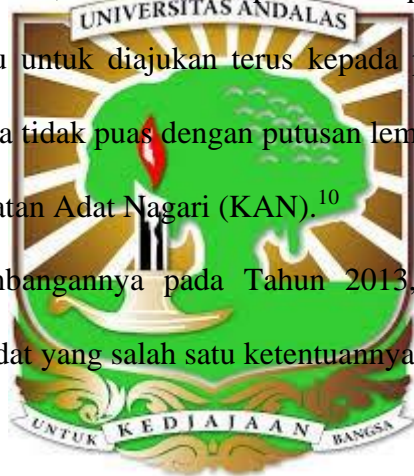 UNIVERSITAS ANDALAS
u untuk diajukan terus kepada
a tidak puas dengan putusan lem
atan Adat Nagari (KAN).10
mbangannya pada Tahun 2013,
dat yang salah satu ketentuannya
UNTUK KEDJAJAAN BANGSA